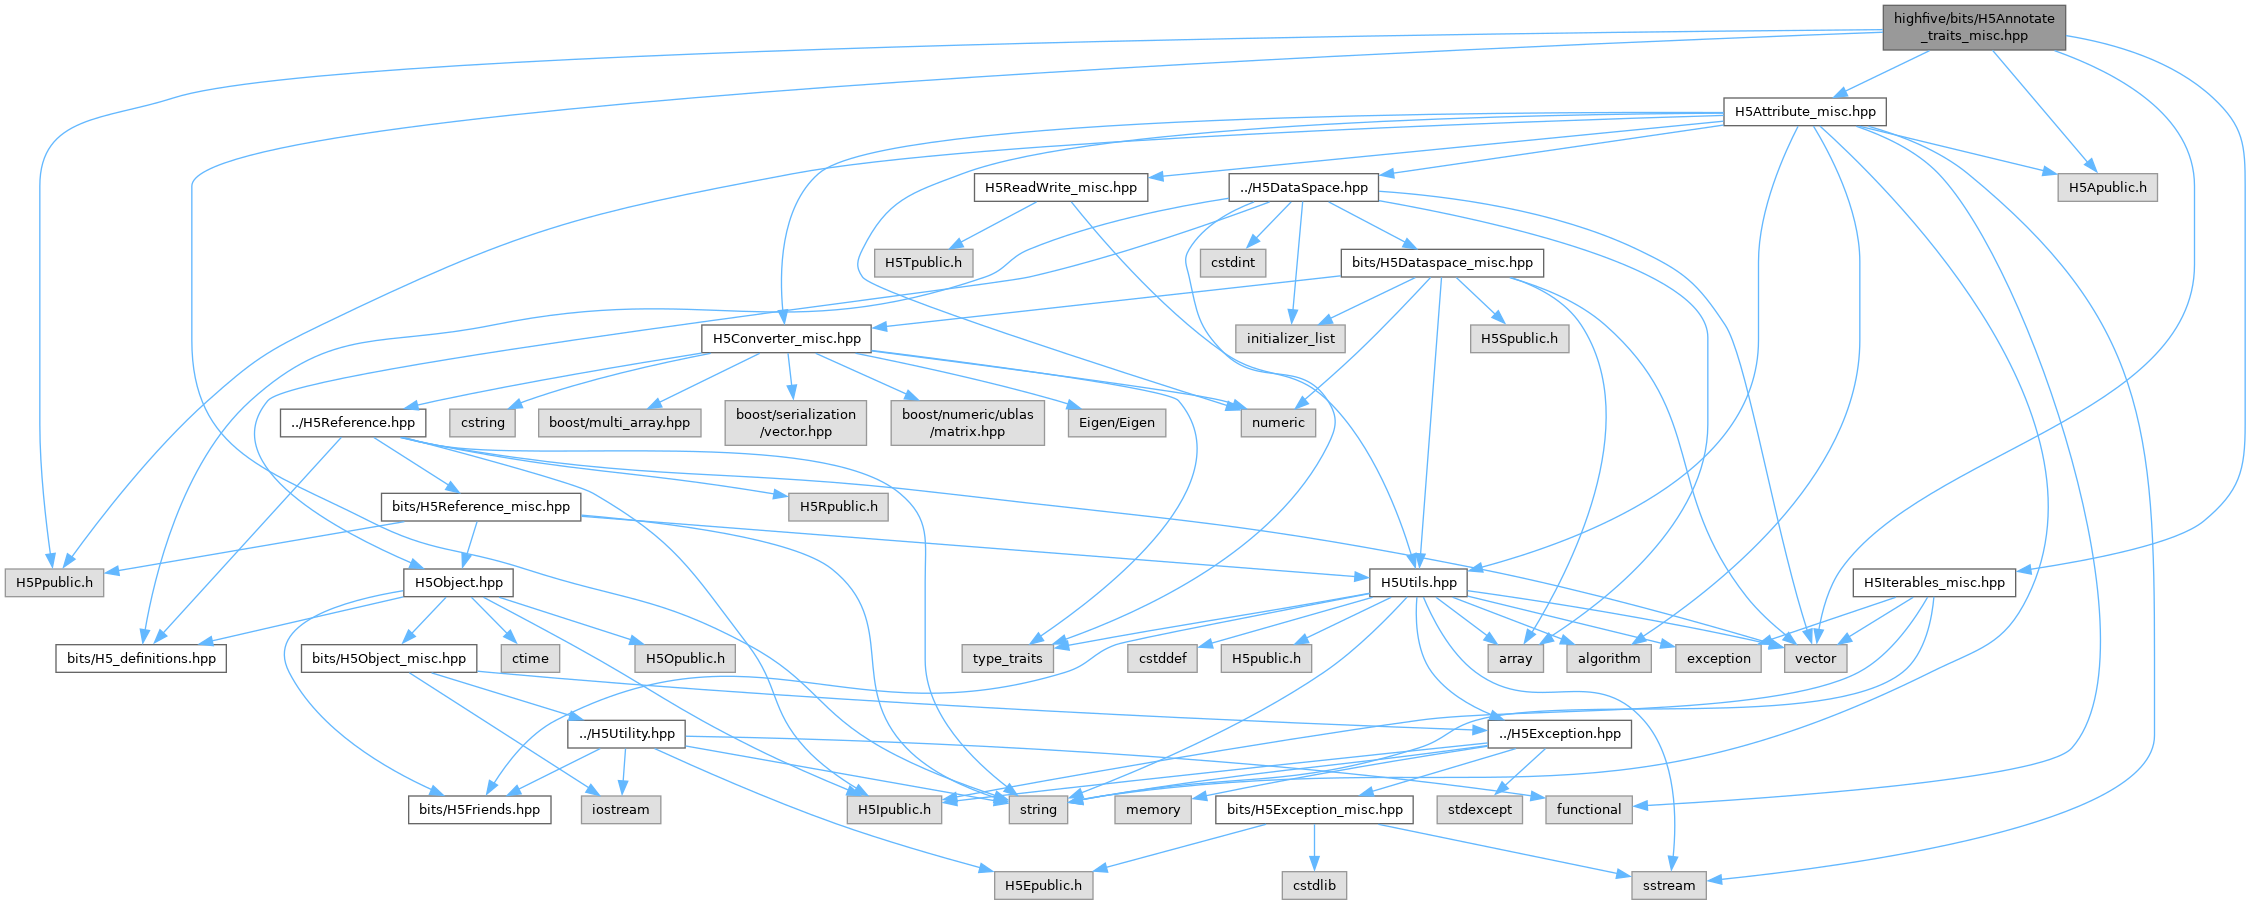 highfive/bits/H5Annotate
_traits_misc.hpp
H5Attribute_misc.hpp
H5ReadWrite_misc.hpp
../H5DataSpace.hpp
H5Apublic.h
H5Tpublic.h
cstdint
bits/H5Dataspace_misc.hpp
H5Converter_misc.hpp
initializer_list
H5Spublic.h
../H5Reference.hpp
cstring
boost/multi_array.hpp
boost/serialization
/vector.hpp
boost/numeric/ublas
/matrix.hpp
Eigen/Eigen
numeric
bits/H5Reference_misc.hpp
H5Rpublic.h
H5Ppublic.h
H5Object.hpp
H5Utils.hpp
H5Iterables_misc.hpp
bits/H5_definitions.hpp
bits/H5Object_misc.hpp
ctime
H5Opublic.h
type_traits
cstddef
H5public.h
array
algorithm
exception
vector
../H5Utility.hpp
../H5Exception.hpp
bits/H5Friends.hpp
iostream
H5Ipublic.h
string
memory
bits/H5Exception_misc.hpp
stdexcept
functional
H5Epublic.h
cstdlib
sstream